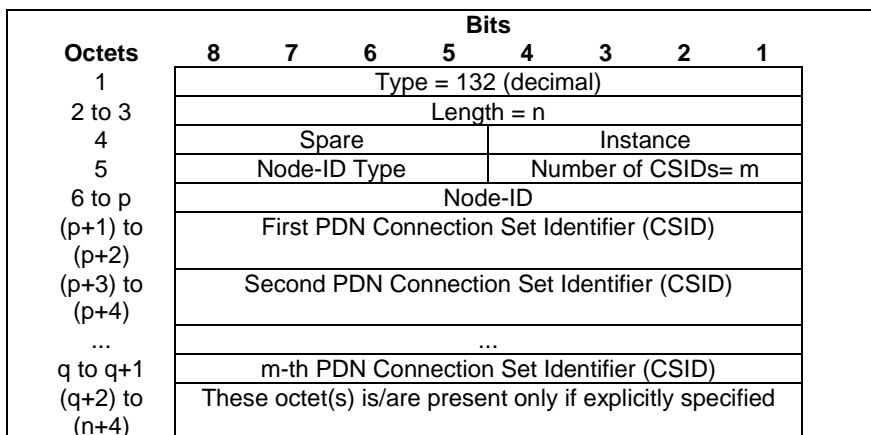 Bits
Octets 8 7 6 5 4 3 2 1
1 Type = 132 (decimal)
2 to 3 Length = n
4 Spare Instance
5 Node-ID Type Number of CSIDs= m
6 to p Node-ID
(p+1) to First PDN Connection Set Identifier (CSID)
(p+2)
(p+3) to Second PDN Connection Set Identifier (CSID)
(p+4)
... ...
q to q+1 m-th PDN Connection Set Identifier (CSID)
(q+2) to These octet(s) is/are present only if explicitly specified
(n+4)